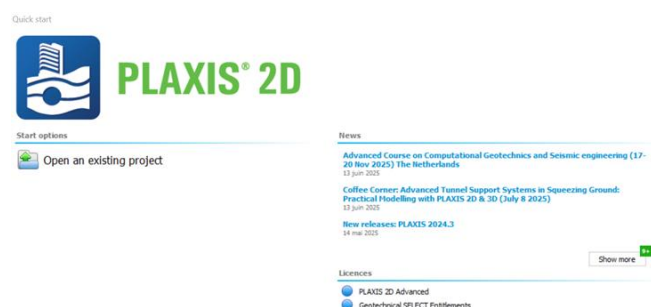 Quick start
PLAXIS® 2D
Start options
Open an existing project
News
Advanced Course on Computational Geotechnics and Seismic engineering (17-
20 Nov 2025) The Netherlands
13 juin 2025
Coffee Corner: Advanced Tunnel Support Systems in Squeezing Ground:
Practical Modelling with PLAXIS 2D & 3D (July 8 2025)
13 juin 2025
New releases: PLAXIS 2024.3
14 mai 2025
9+
Show more
Licences
PLAXIS 2D Advanced
Geotechnical SELECT Entitlements